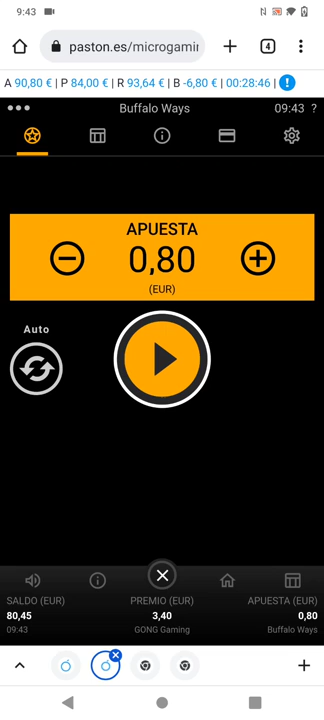 9:43
paston.es/microgamin
4
A 90,80 € | P 84,00 € | R 93,64 € | B -6,80 € | 00:28:46 |
Buffalo Ways
09:43 ?
APUESTA
0,80
(EUR)
Auto
SALDO (EUR) PREMIO (EUR) APUESTA (EUR)
80,45 3,40 0,80
09:43 GONG Gaming Buffalo Ways